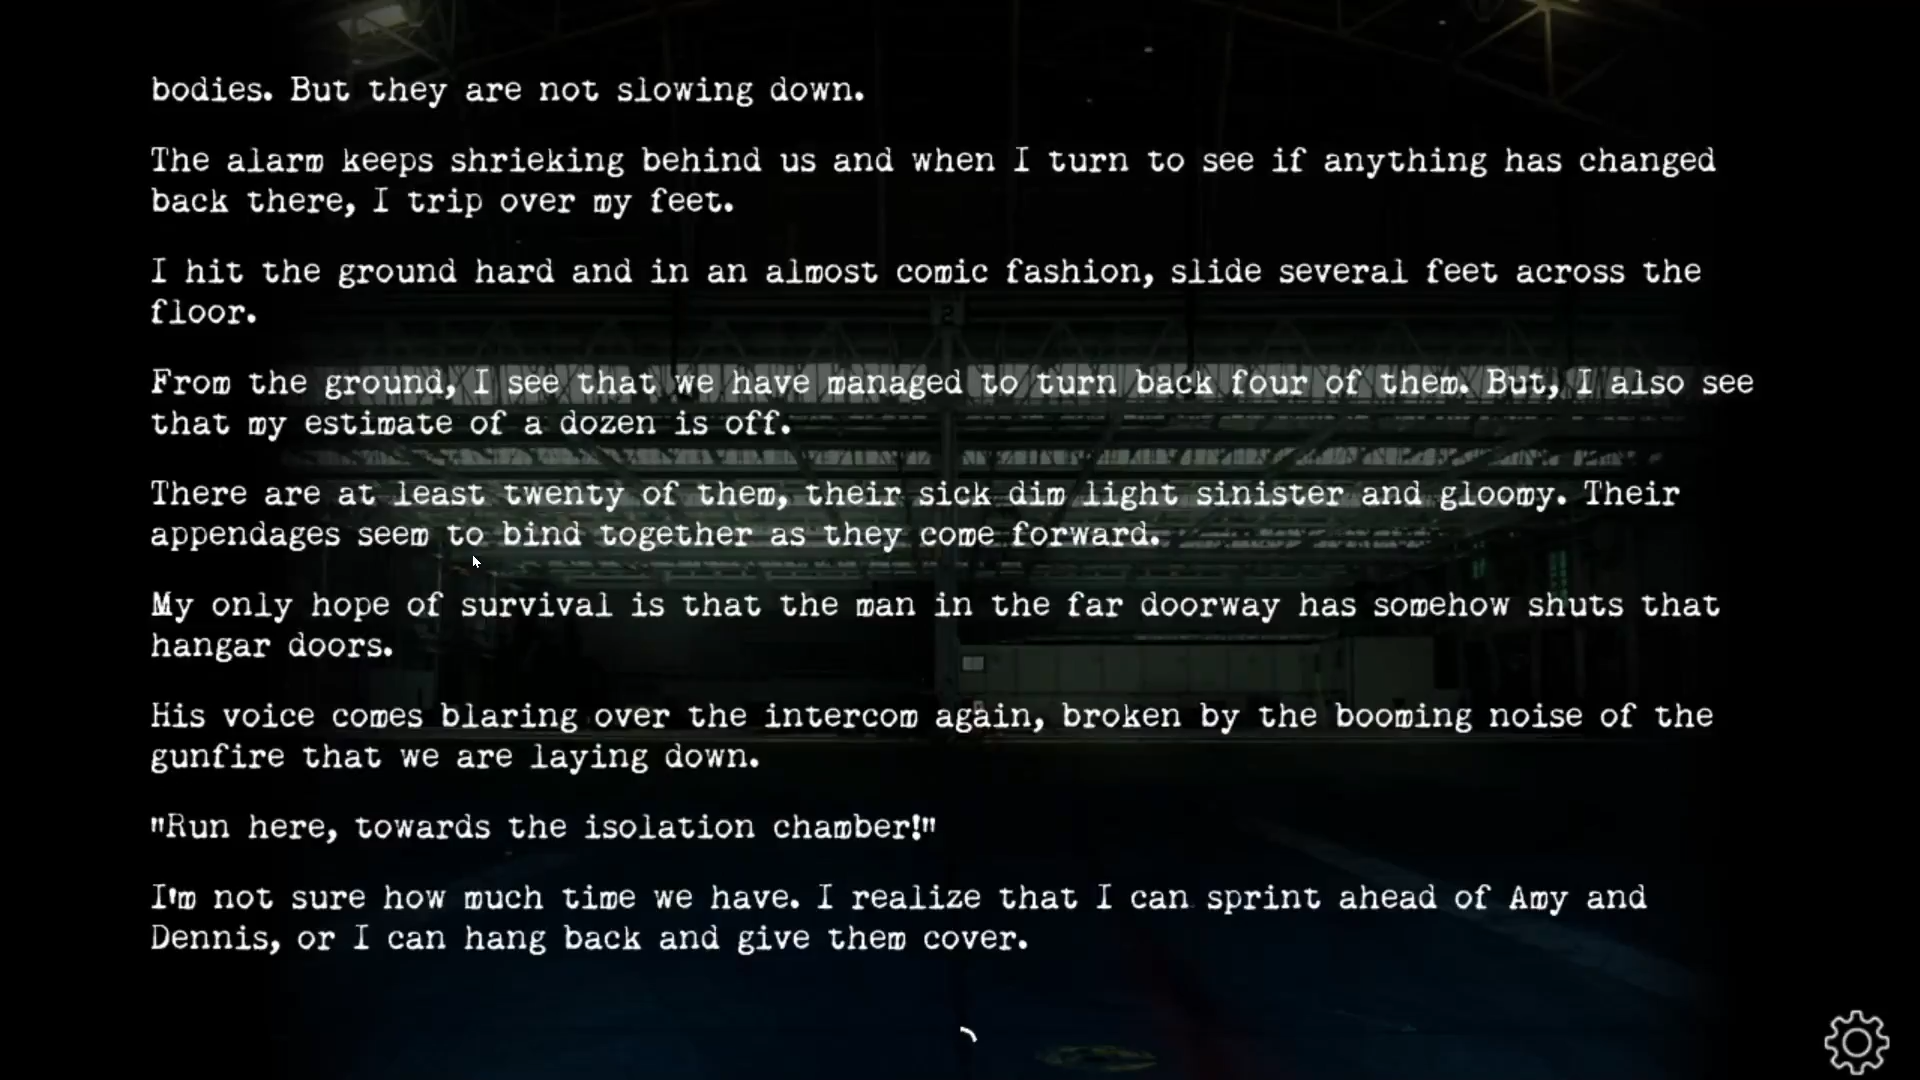 bodies. But they are not slowing down.
The alarm keeps shrieking behind us and when I turn to see if anything has changed
back there, I trip over my feet.
I hit the ground hard and in an almost comic fashion, slide several feet across the
floor.
From the ground, I see that we have managed to turn back four of them. But, I also see
that my estimate of a dozen is off.
There are at least twenty of them, their sick dim light sinister and gloomy. Their
appendages seem to bind together as they come forward.
My only hope of survival is that the man in the far doorway has somehow shuts that
hangar doors.
His voice comes blaring over the intercom again, broken by the booming noise of the
gunfire that we are laying down.
"Run here, towards the isolation chamber!"
I'm not sure how much time we have. I realize that I can sprint ahead of Amy and
Dennis, or I can hang back and give them cover.